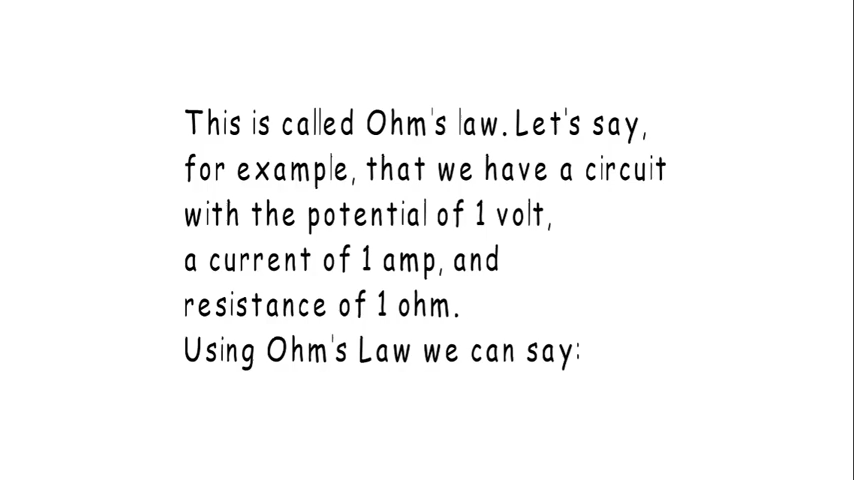 This is called Ohm's law. Let's say,
for example, that we have a circuit
with the potential of 1 volt,
a current of 1 amp, and
resistance of 1 ohm.
Using Ohm's Law we can say: